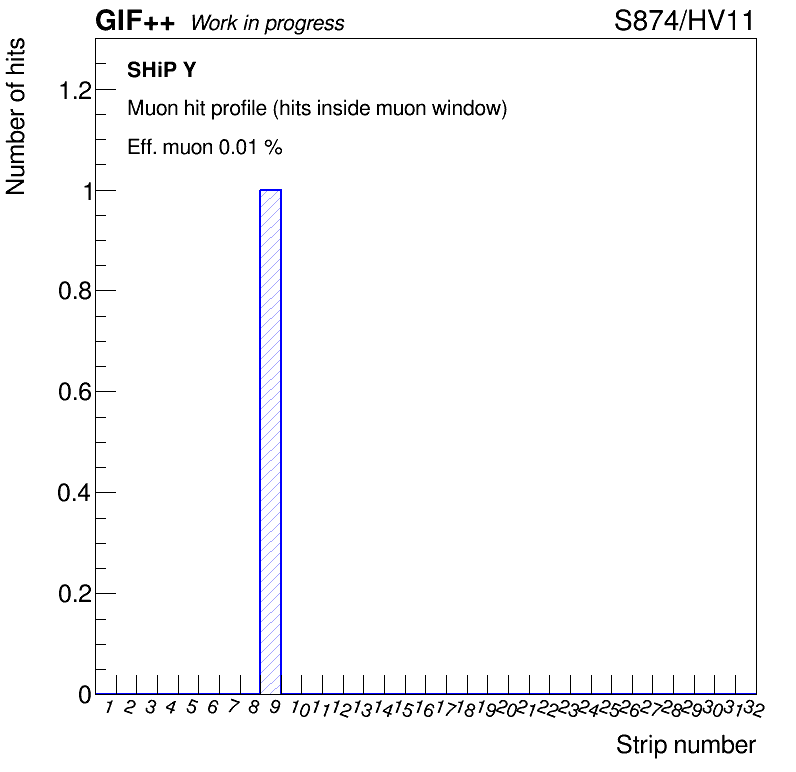 GIF++ Work in progress S874/HV11
Number of hits
SHiP Y
Muon hit profile (hits inside muon window)
Eff. muon 0.01 %
1.2
1
0.8
0.6
0.4
0.2
0
1 2 3 4 5 6 7 8 9 10 11 12 13 14 15 16 17 18 19 20 21 22 23 24 25 26 27 28 29 30 31 32
Strip number